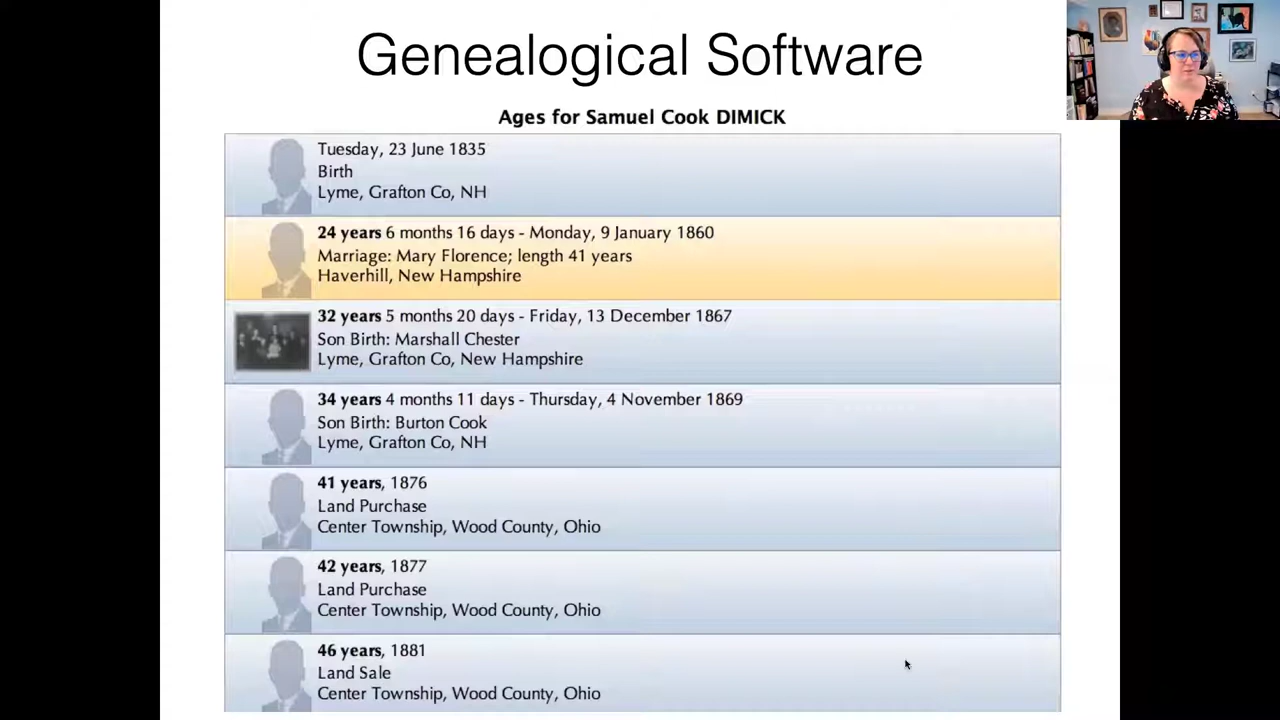 Genealogical Software
Ages for Samuel Cook DIMICK
Tuesday, 23 June 1835
Birth
Lyme, Grafton Co, NH
24 years 6 months 16 days - Monday, 9 January 1860
Marriage: Mary Florence; length 41 years
Haverhill, New Hampshire
32 years 5 months 20 days - Friday, 13 December 1867
Son Birth: Marshall Chester
Lyme, Grafton Co, New Hampshire
34 years 4 months 11 days - Thursday, 4 November 1869
Son Birth: Burton Cook
Lyme, Grafton Co, NH
41 years, 1876
Land Purchase
Center Township, Wood County, Ohio
42 years, 1877
Land Purchase
Center Township, Wood County, Ohio
46 years, 1881
Land Sale
Center Township, Wood County, Ohio